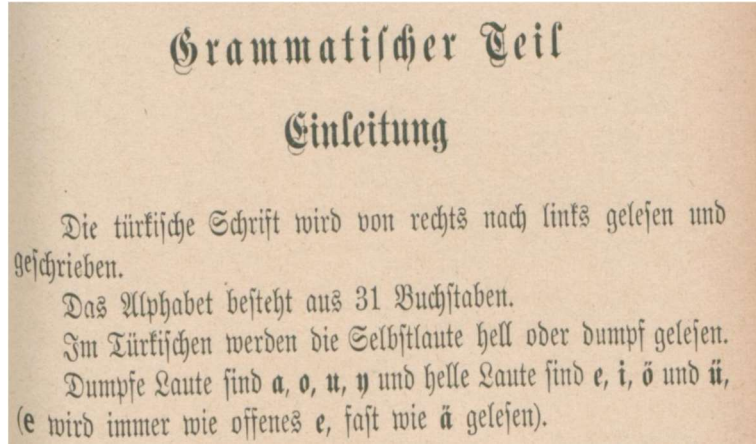 Grammatischer Teil
Einleitung
Die türkische Schrift wird von rechts nach links gelesen und
geschrieben.
Das Alphabet besteht aus 31 Buchstaben.
Im Türkischen werden die Selbstlaute hell oder dumpf gelesen.
Dumpfe Laute sind a, o, u, y und helle Laute sind e, i, ö und ü,
(e wird immer wie offenes e, fast wie ä gelesen).